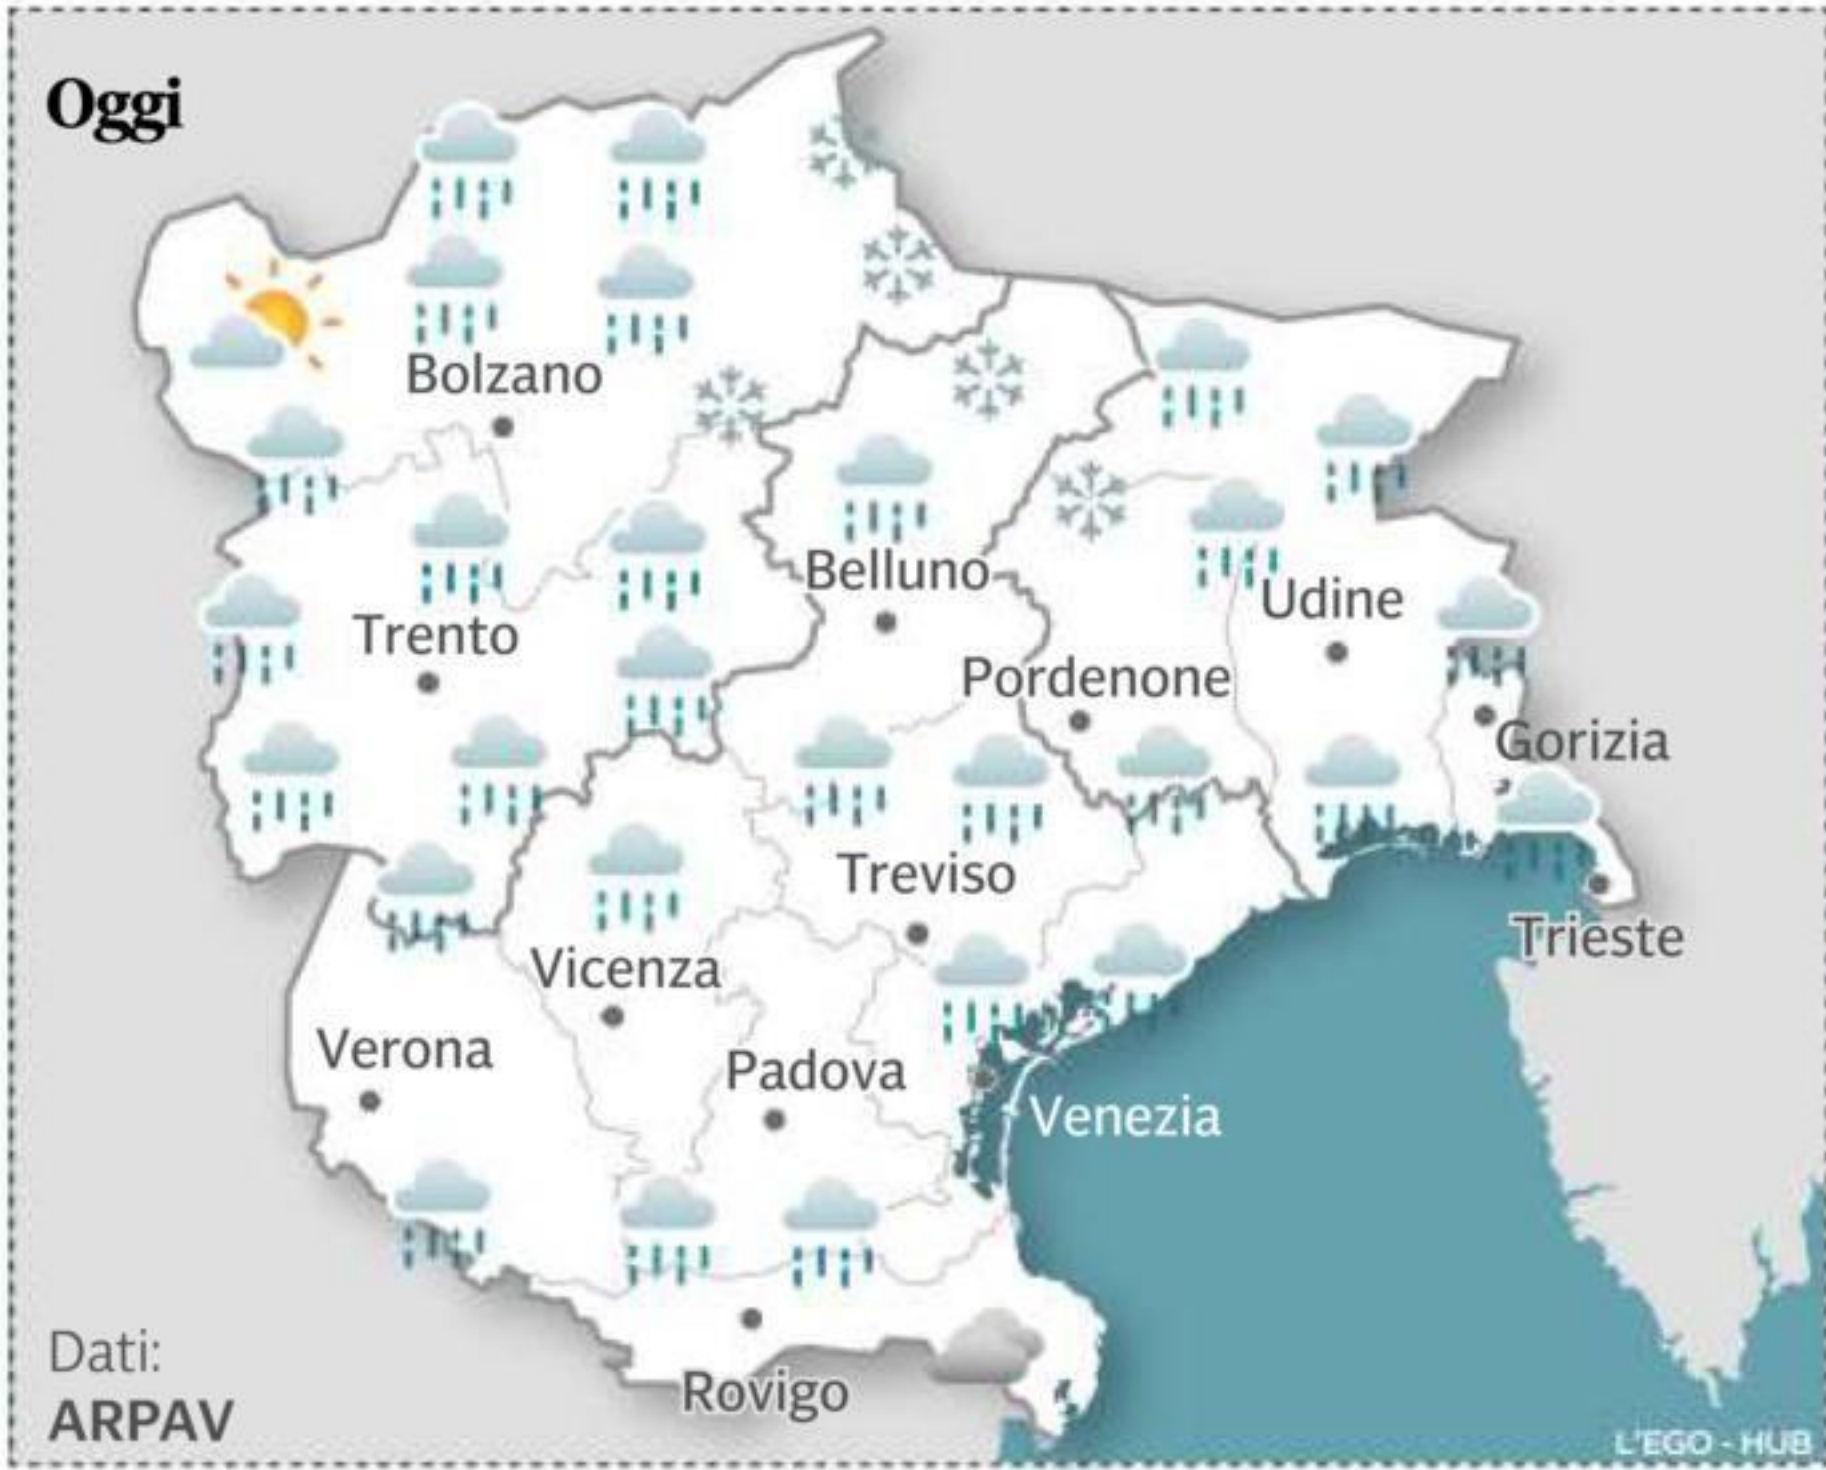 Oggi
Bolzano
Belluno
Udine
Trento
Pordenone
Gorizia
Treviso
Trieste
Vicenza
Verona
Padova
Venezia
Dati:
ARPAV
Rovigo
L'EGO - HUB